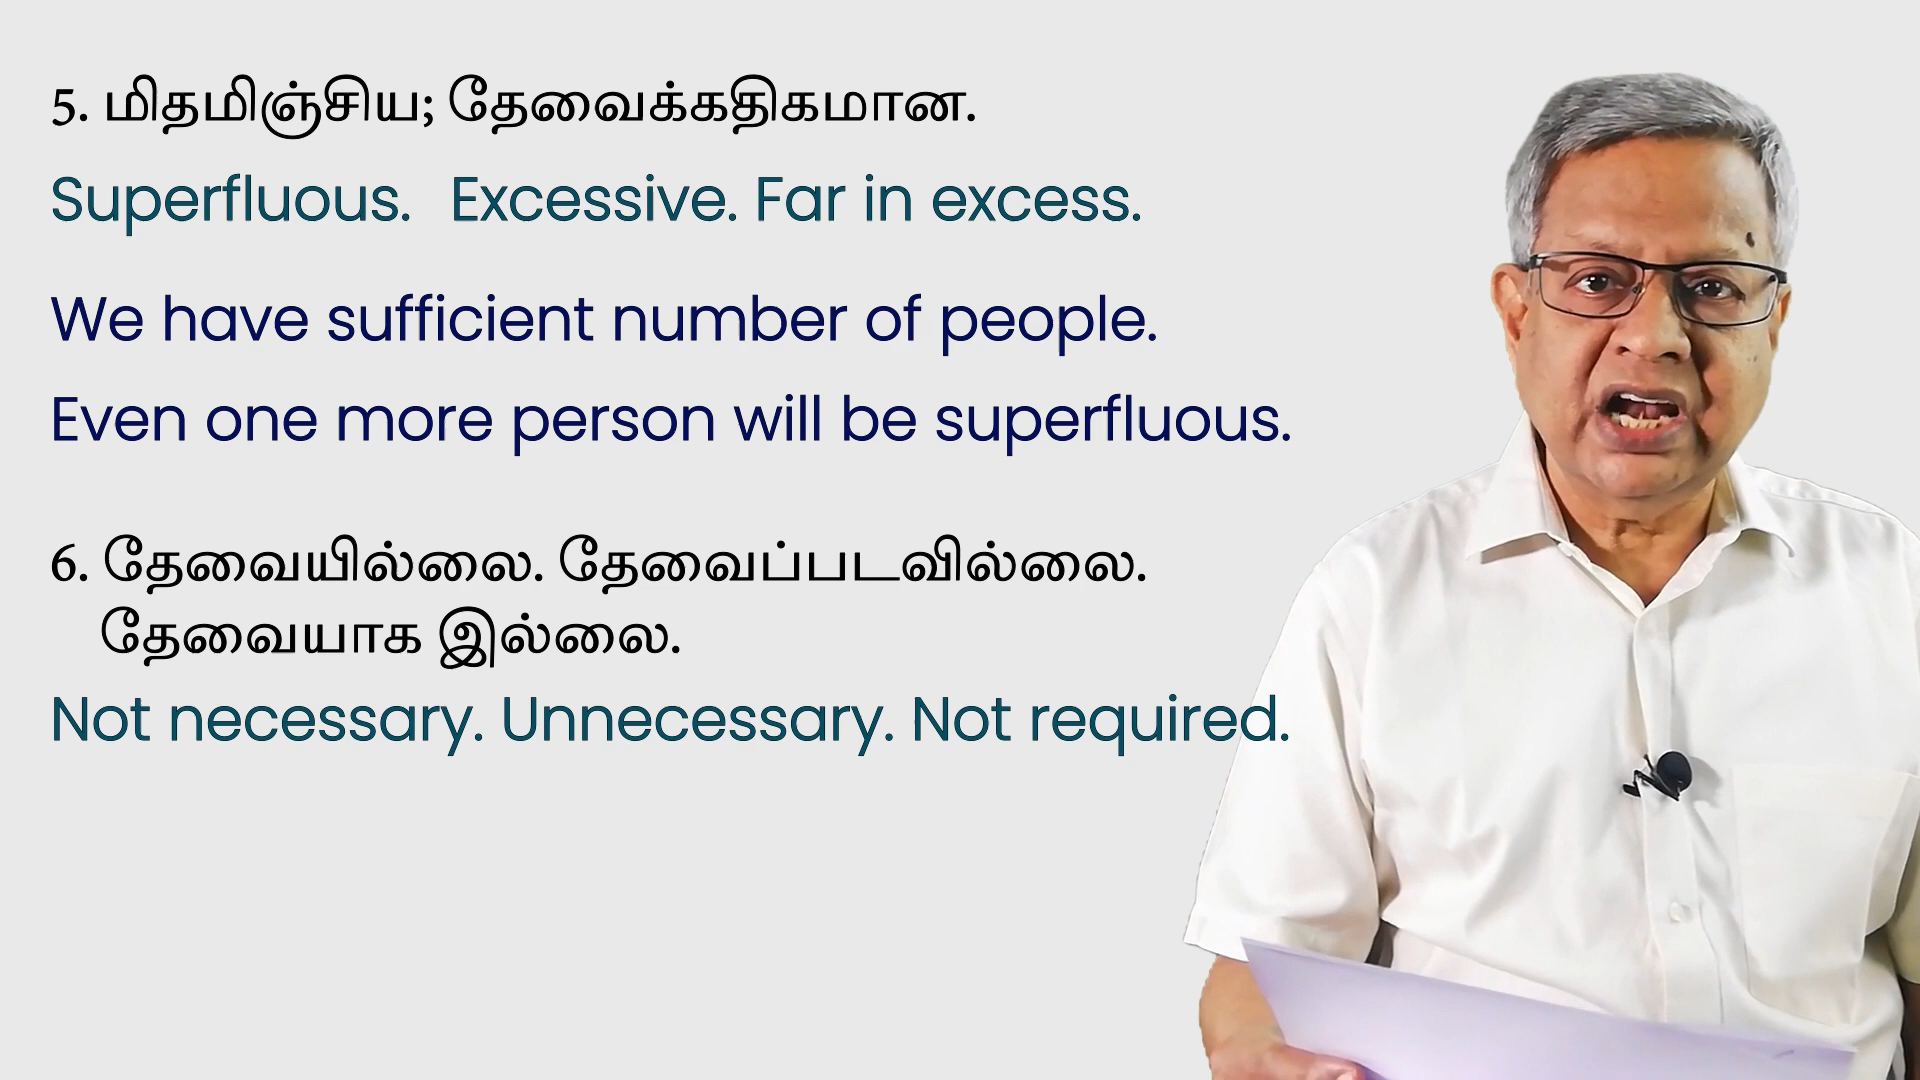 5. மிதமிஞ்சிய; தேவைக்கதிகமான.
Superfluous. Excessive. Far in excess.
We have sufficient number of people.
Even one more person will be superfluous.
6. தேவையில்லை. தேவைப்படவில்லை.
தேவையாக இல்லை.
Not necessary. Unnecessary. Not required.